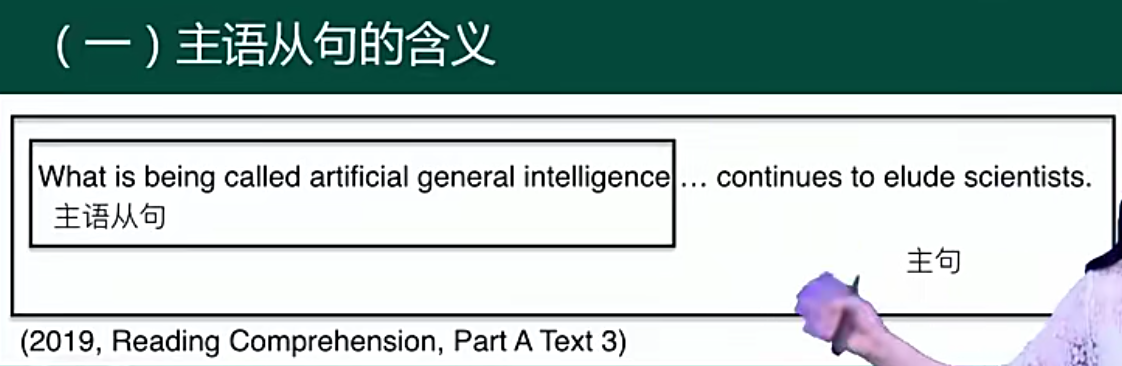 （一）主语从句的含义
What is being called artificial general intelligence … continues to elude scientists.
主语从句
主句
(2019, Reading Comprehension, Part A Text 3)